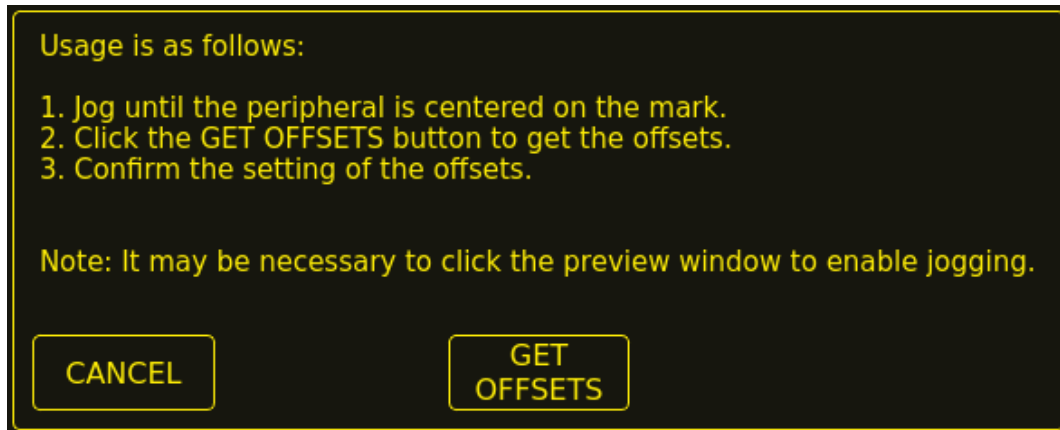 Usage is as follows:
1. Jog until the peripheral is centered on the mark.
2. Click the GET OFFSETS button to get the offsets.
3. Confirm the setting of the offsets.
Note: It may be necessary to click the preview window to enable jogging.
CANCEL
GET
OFFSETS